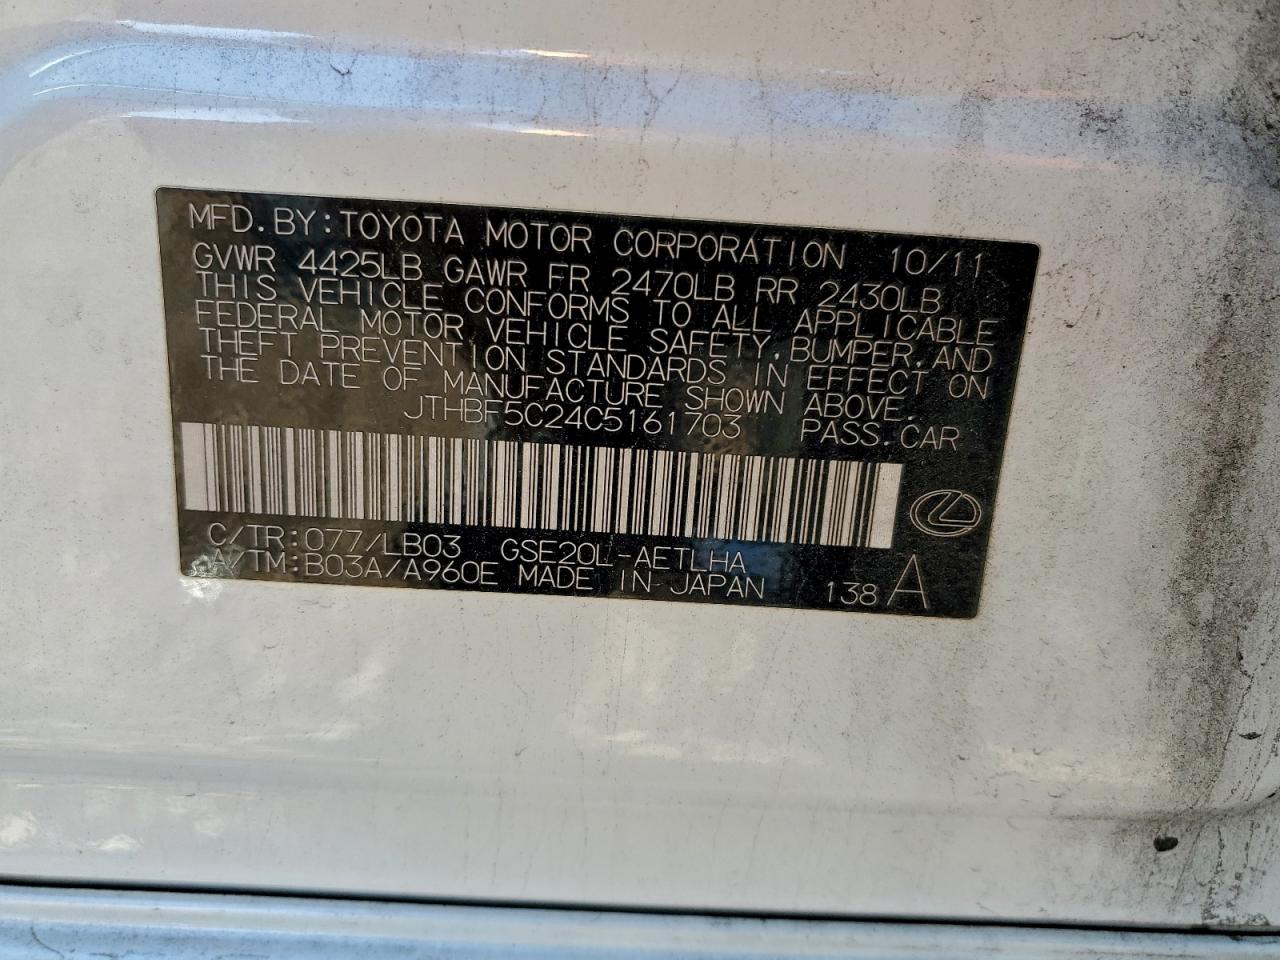 MFD.BY:TOYOTA MOTOR CORPORATION 10/11
GVWR 4425LB GAWR FR 2470LB RR 2430LB
THIS VEHICLE CONFORMS TO ALL APPLICABLE
FEDERAL MOTOR VEHICLE SAFETY,BUMPER,AND
THEFT PREVENTION STANDARDS IN EFFECT ON
THE DATE OF MANUFACTURE SHOWN ABOVE.
JTHBF5C24C5161703 PASS.CAR
C/TR:077/LB03 GSE20L-AETLHA
A/TM:B03A/A960E MADE IN JAPAN 138 A